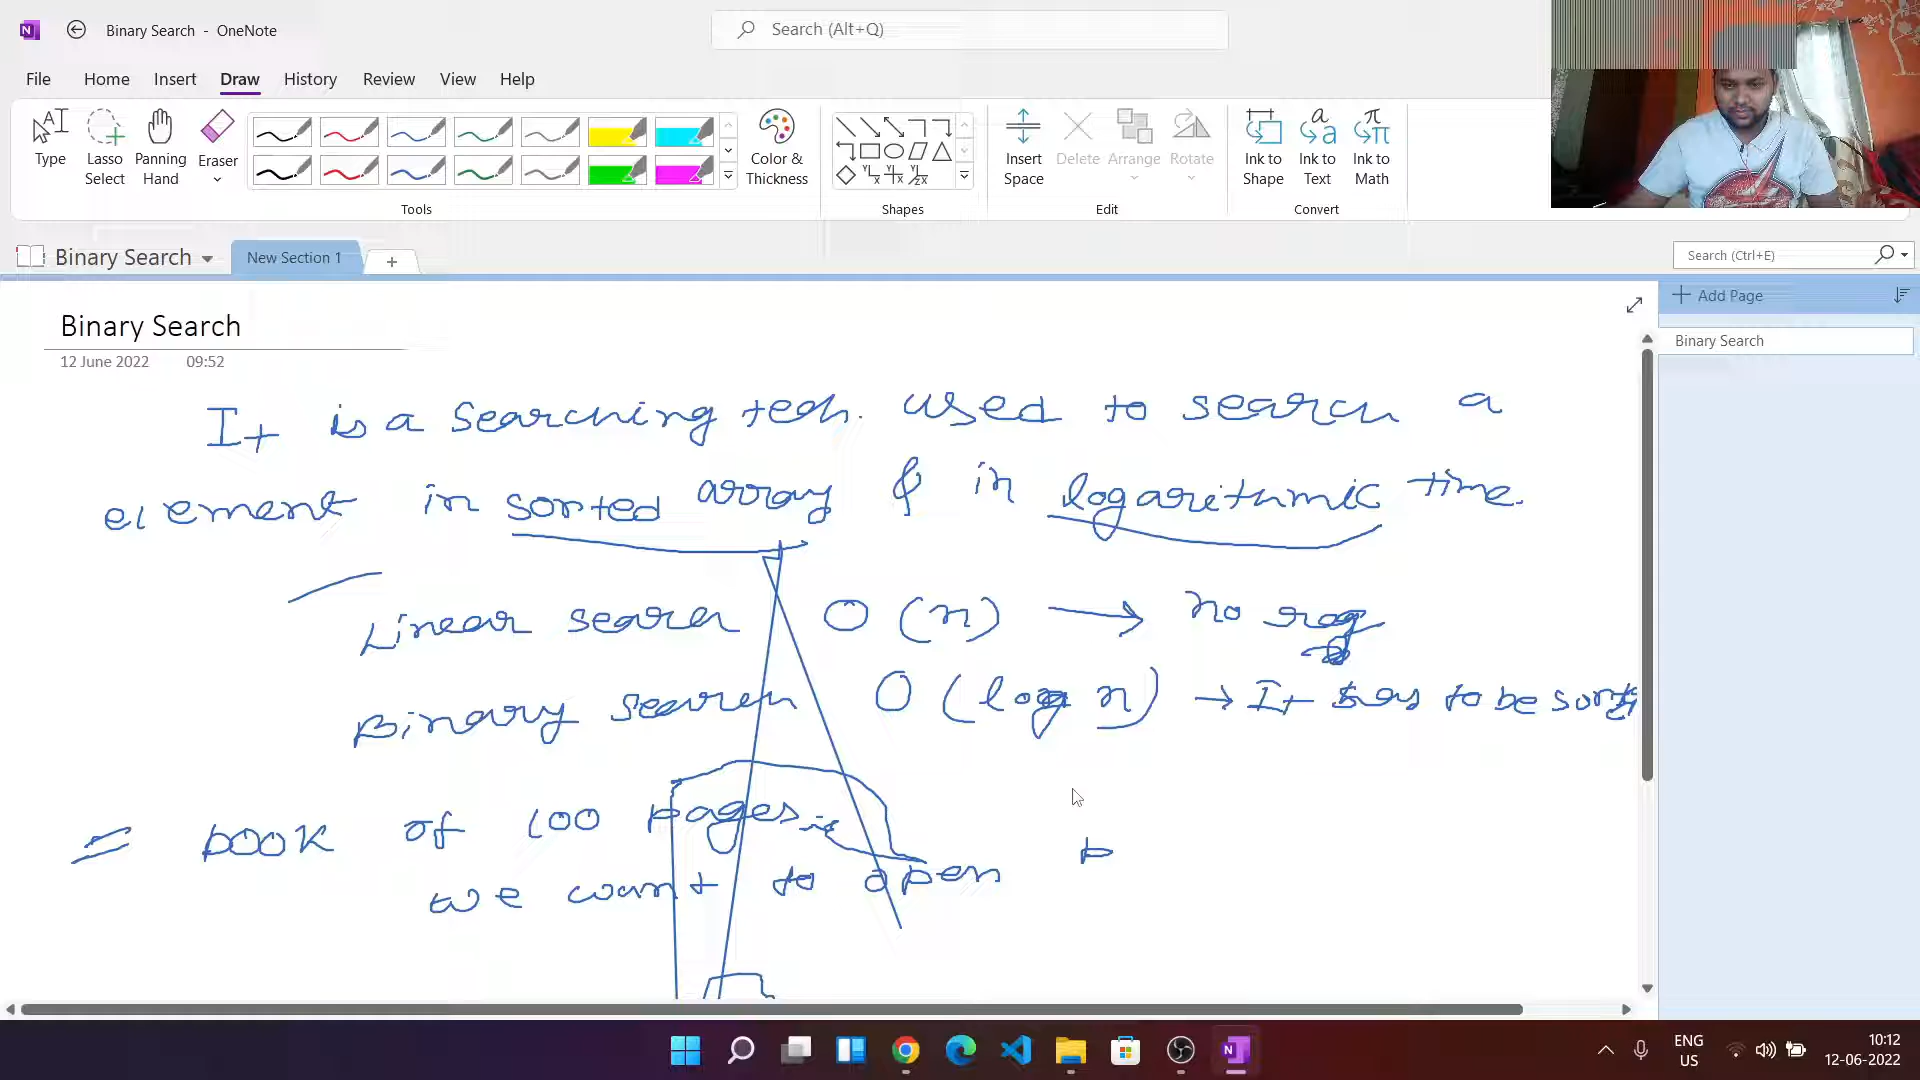 Binary Search - OneNote
Search (Alt+Q)
File Home Insert Draw History Review View Help
Type
Lasso Select
Panning Hand
Eraser
Color & Thickness
Insert Space
Delete
Arrange
Rotate
Ink to Shape
Ink to Text
Ink to Math
Tools
Shapes
Edit
Convert
Binary Search
New Section 1
Search (Ctrl+E)
Add Page
Binary Search
Binary Search
12 June 2022 09:52
It is a searching tech. used to search a
element in sorted array & in logarithmic time.
Linear search O (n) → no
Binary search O (log n) → It has to be
= book of 100 pages
we want to open
ENG
US
10:12
12-06-2022